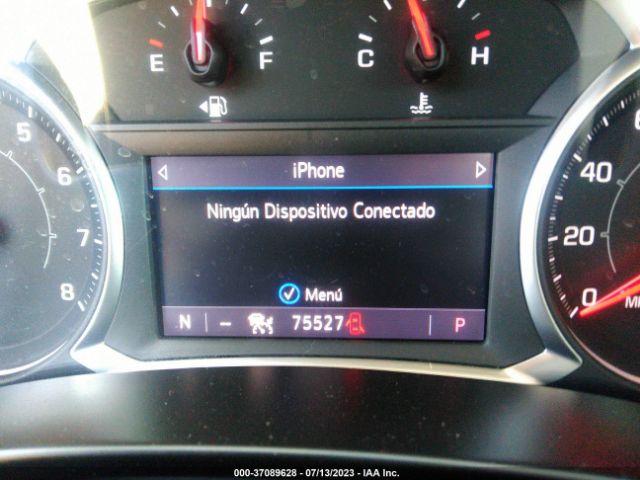 E F C H
iPhone
Ningún Dispositivo Conectado
Menú
N -- 75527 P
5
6
7
8
40
20
0
000-37089628 - 07/13/2023 - IAA Inc.